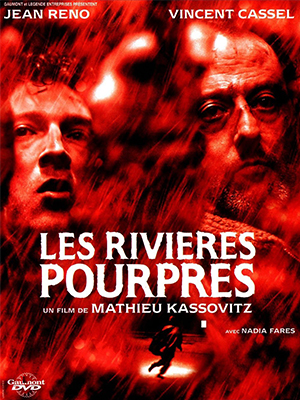 GAUMONT ET LEGENDE ENTREPRISES PRÉSENTENT
JEAN RENO VINCENT CASSEL
LES RIVIERES
POURPRES
UN FILM DE MATHIEU KASSOVITZ
AVEC NADIA FARES
Gaumont
DVD